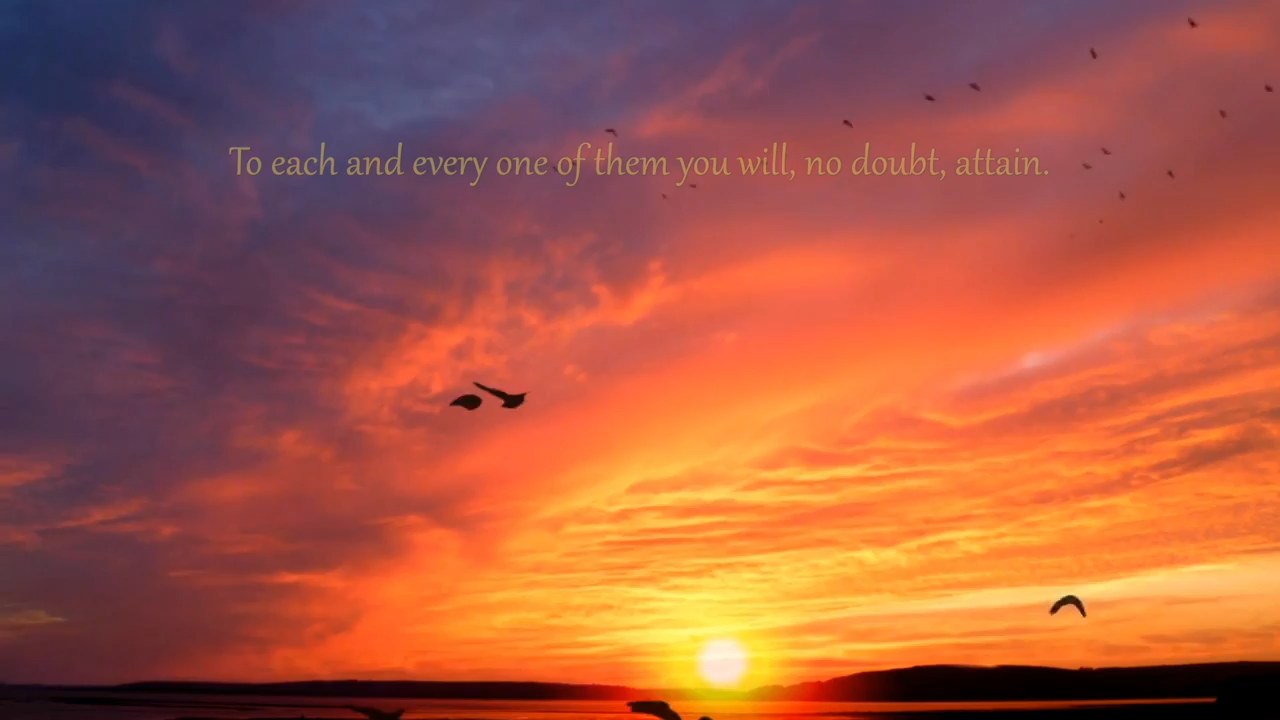 To each and every one of them you will, no doubt, attain.